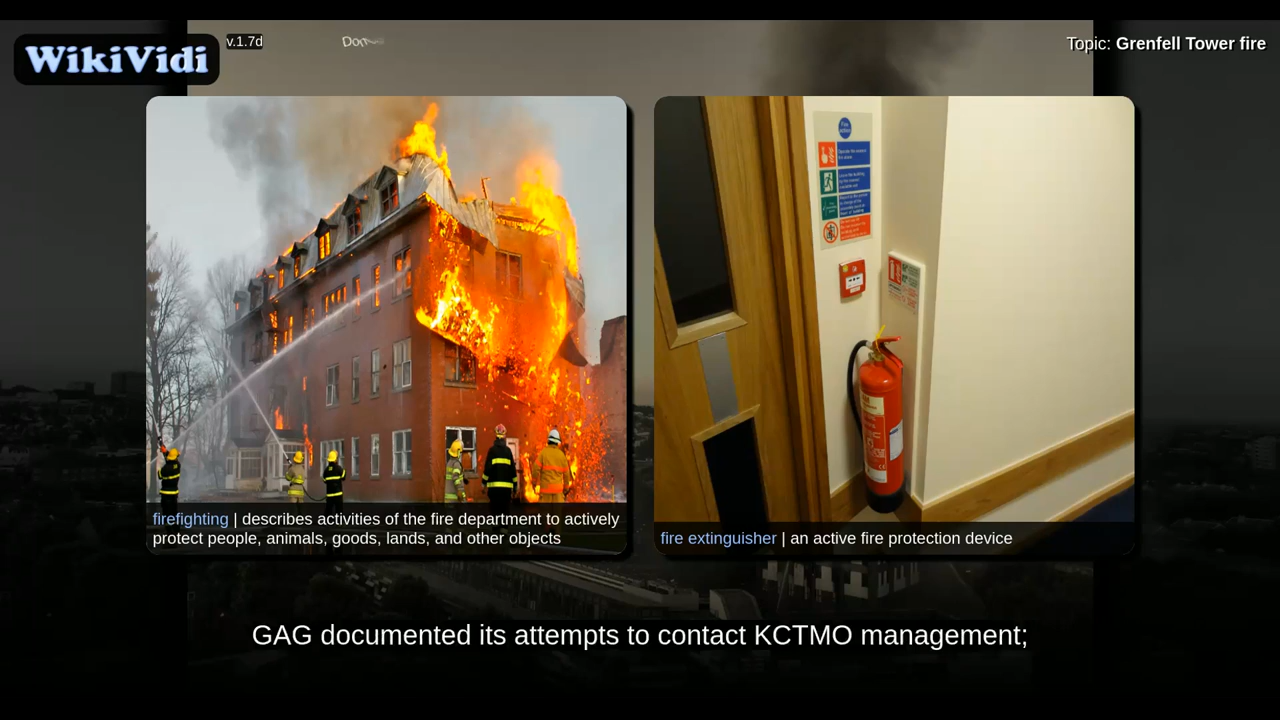 WikiVidi
v.1.7d
Topic: Grenfell Tower fire
firefighting | describes activities of the fire department to actively
protect people, animals, goods, lands, and other objects
fire extinguisher | an active fire protection device
GAG documented its attempts to contact KCTMO management;